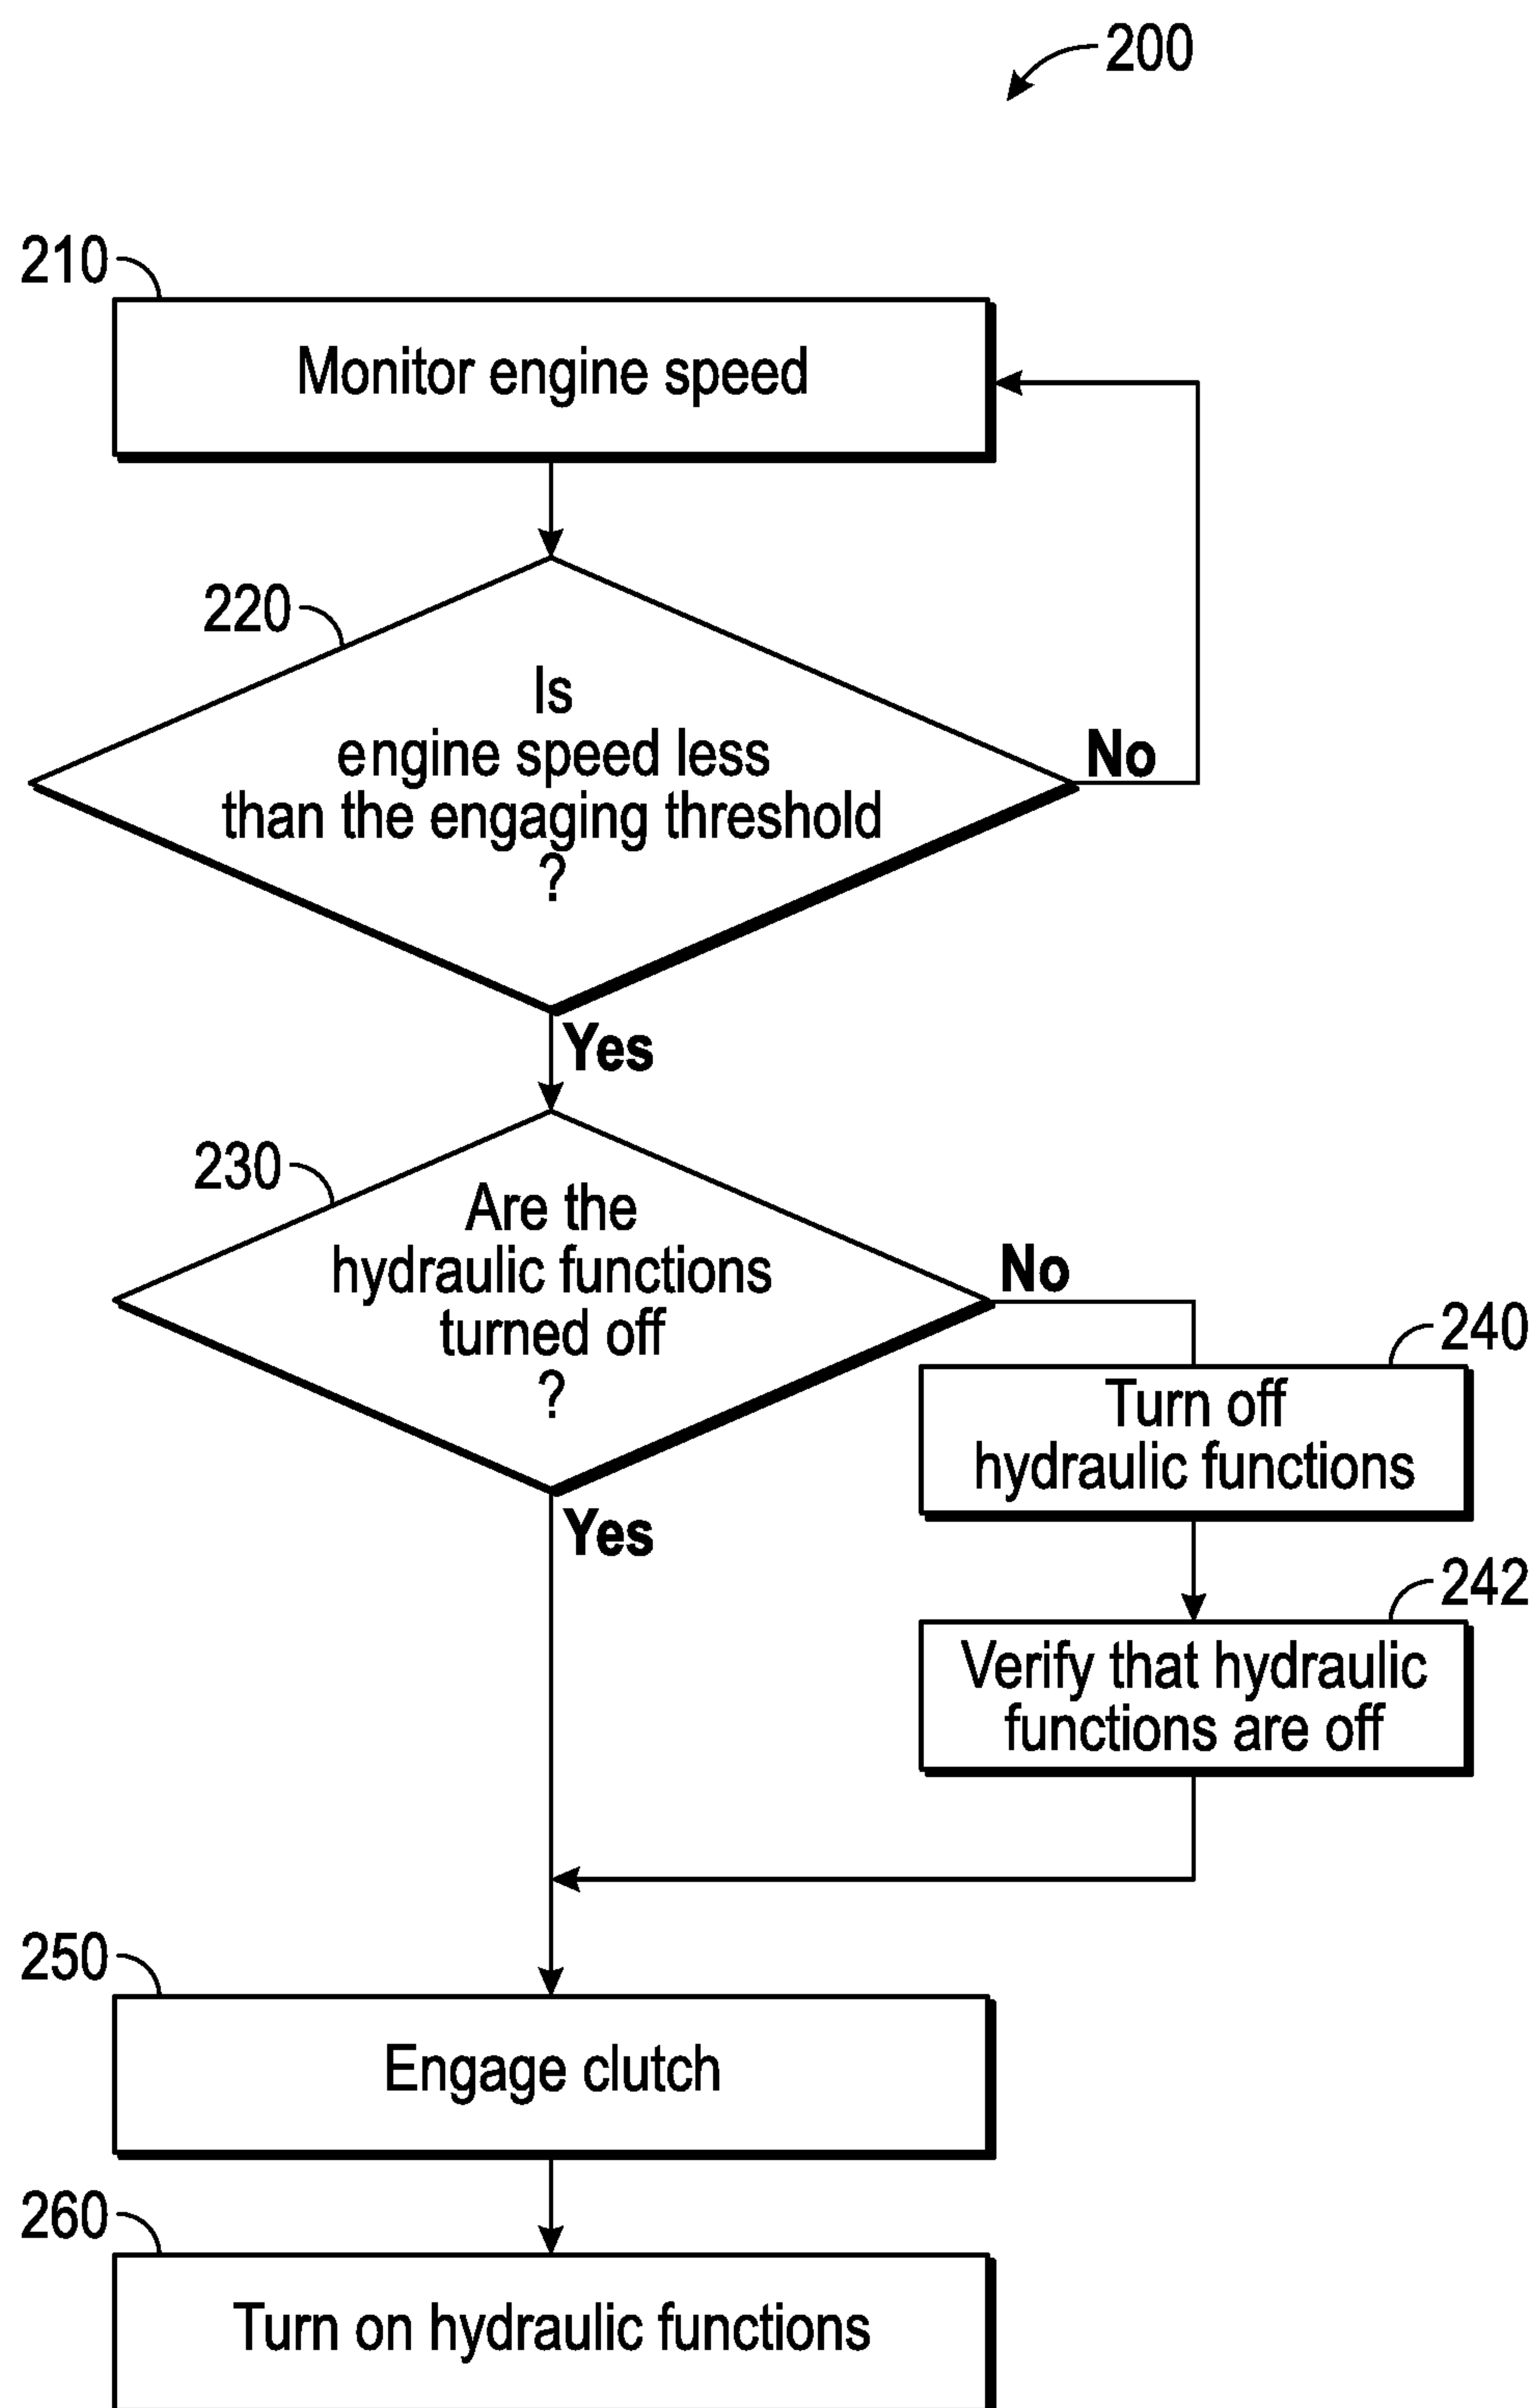 200
210
Monitor engine speed
220
Is
engine speed less
than the engaging threshold
?
No
Yes
230
Are the
hydraulic functions
turned off
?
No
240
Turn off
hydraulic functions
Yes
242
Verify that hydraulic
functions are off
250
Engage clutch
260
Turn on hydraulic functions